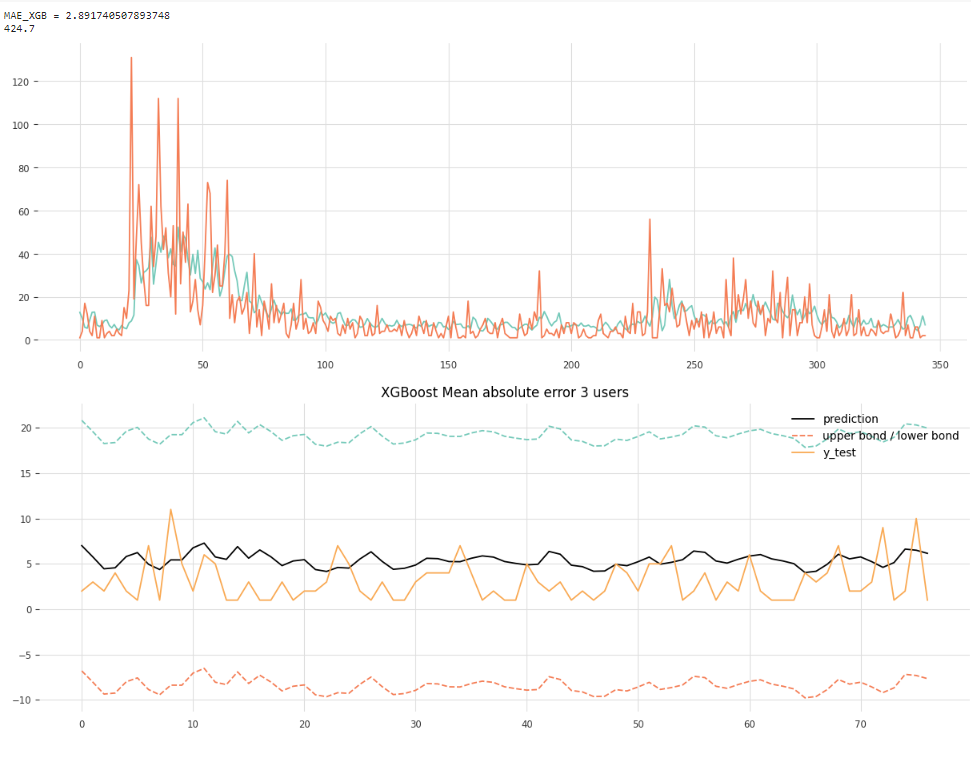 MAE_XGB = 2.891740507893748
424.7
120
100
80
60
40
20
0
0 50 100 150 200 250 300 350
XGBoost Mean absolute error 3 users
prediction
upper bond / lower bond
y_test
20
15
10
5
0
−5
−10
0 10 20 30 40 50 60 70